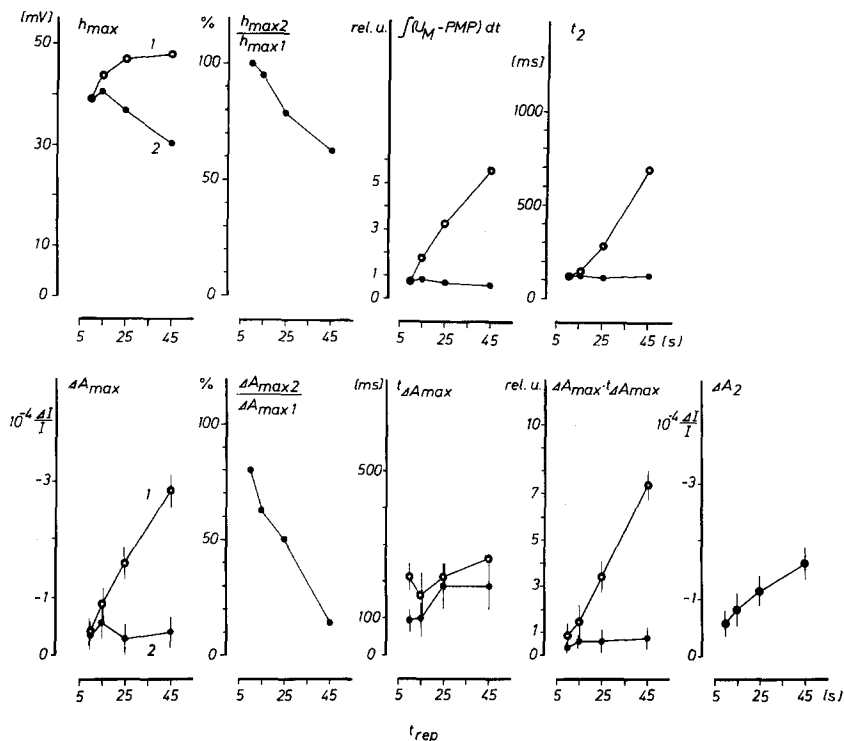 [mV] h_max
50
30
10
0
1
2
5 25 45
% h_max2 / h_max1
100
50
0
5 25 45
rel. u. ∫(U_M-PMP) dt
5
3
1
0
5 25 45
t_2
[ms]
1000
500
0
5 25 45 [s]
ΔA_max
10^-4 ΔI/I
-3
-1
0
1
2
5 25 45
% ΔA_max2 / ΔA_max1
100
50
0
5 25 45
[ms] t_ΔAmax
500
100
0
5 25 45
rel. u. ΔA_max·t_ΔAmax
10
7
5
3
1
0
5 25 45
ΔA_2
10^-4 ΔI/I
-3
-1
0
5 25 45 [s]
t_rep